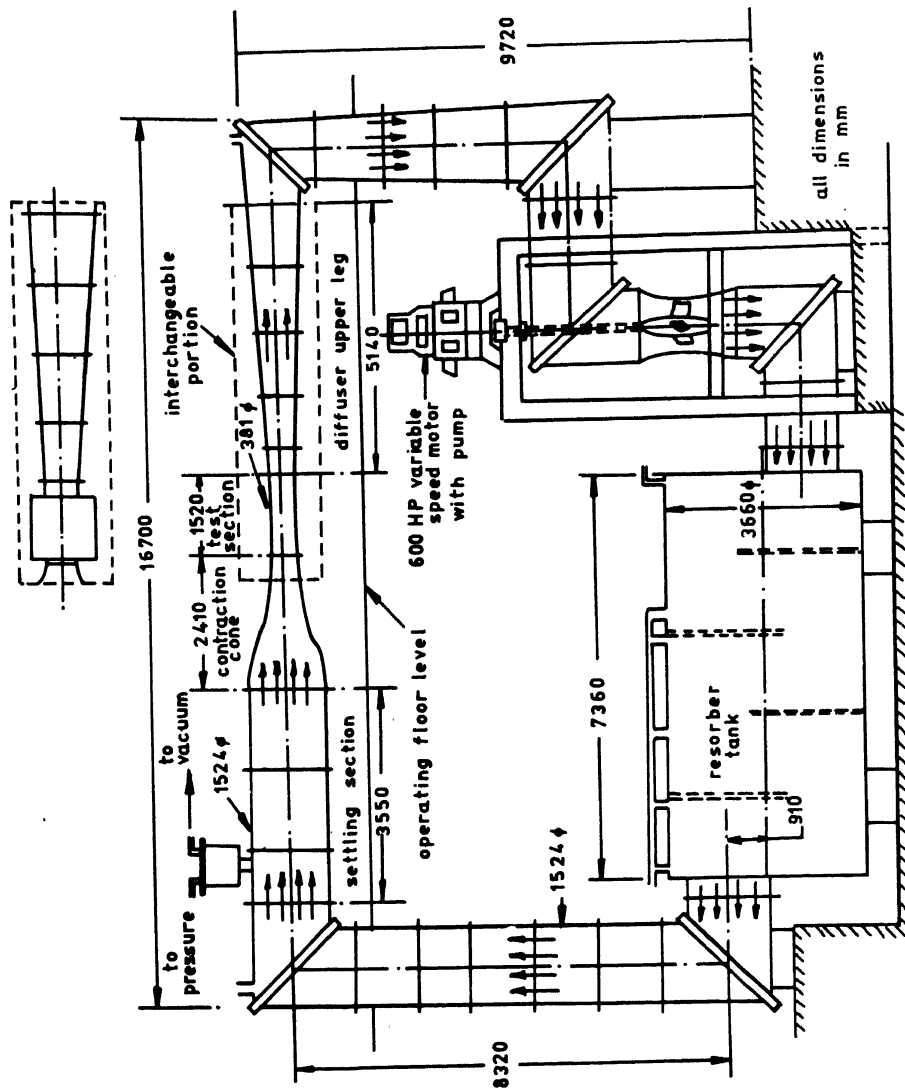 16700
9720
interchangeable
portion
to
vacuum
to
pressure
1524ϕ
2410
contraction
cone
1520
test
section
381ϕ
settling section
3550
diffuser upper leg
5140
operating floor level
all dimensions
in mm
8320
1524ϕ
600 HP variable
speed motor
with pump
7360
3660ϕ
resorber
tank
910